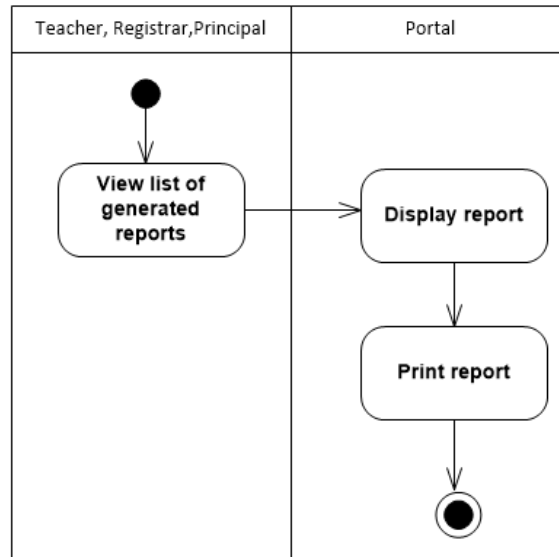 Teacher, Registrar,Principal
Portal
View list of
generated
reports
Display report
Print report